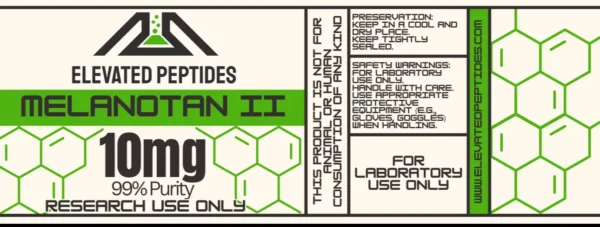 ELEVATED PEPTIDES
MELANOTAN II
10mg
99% Purity
RESEARCH USE ONLY
THIS PRODUCT IS NOT FOR
ANIMAL OR HUMAN
CONSUMPTION OF ANY KIND
PRESERVATION:
KEEP IN A COOL AND
DRY PLACE.
KEEP TIGHTLY
SEALED.
SAFETY WARNINGS:
FOR LABORATORY
USE ONLY.
HANDLE WITH CARE.
USE APPROPRIATE
PROTECTIVE
EQUIPMENT (E.G.,
GLOVES, GOGGLES)
WHEN HANDLING.
FOR
LABORATORY
USE ONLY
WWW.ELEVATEDPEPTIDES.COM